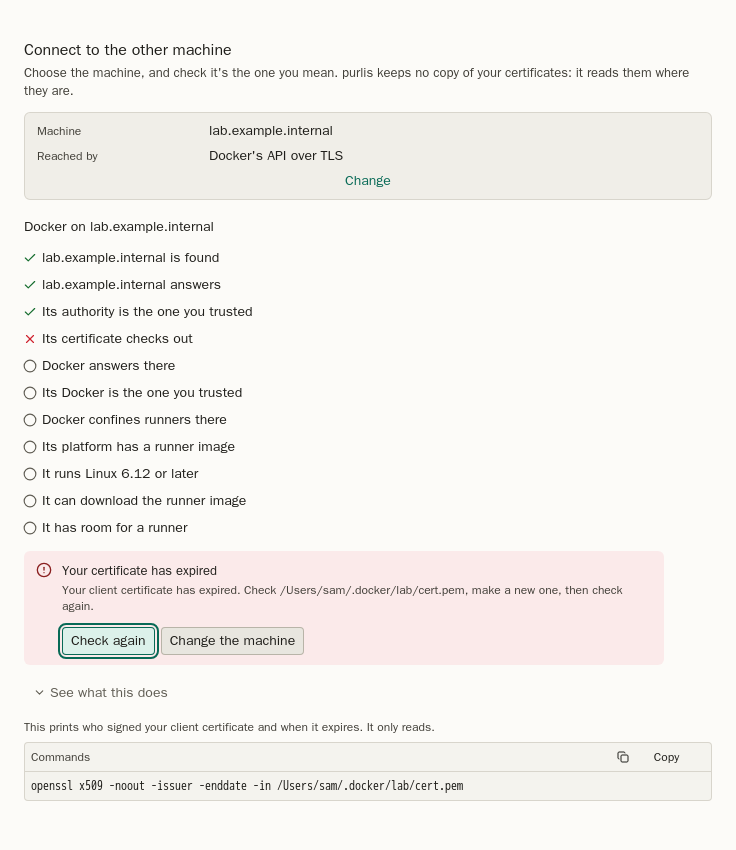 Connect to the other machine
Choose the machine, and check it's the one you mean. purlis keeps no copy of your certificates: it reads them where
they are.
Machine lab.example.internal
Reached by Docker's API over TLS
Change
Docker on lab.example.internal
lab.example.internal is found
lab.example.internal answers
Its authority is the one you trusted
Its certificate checks out
Docker answers there
Its Docker is the one you trusted
Docker confines runners there
Its platform has a runner image
It runs Linux 6.12 or later
It can download the runner image
It has room for a runner
Your certificate has expired
Your client certificate has expired. Check /Users/sam/.docker/lab/cert.pem, make a new one, then check
again.
Check again Change the machine
See what this does
This prints who signed your client certificate and when it expires. It only reads.
Commands Copy
openssl x509 -noout -issuer -enddate -in /Users/sam/.docker/lab/cert.pem